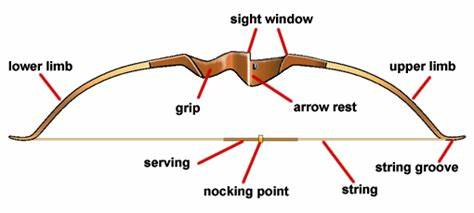 sight window
lower limb
upper limb
grip
arrow rest
serving
string groove
nocking point
string